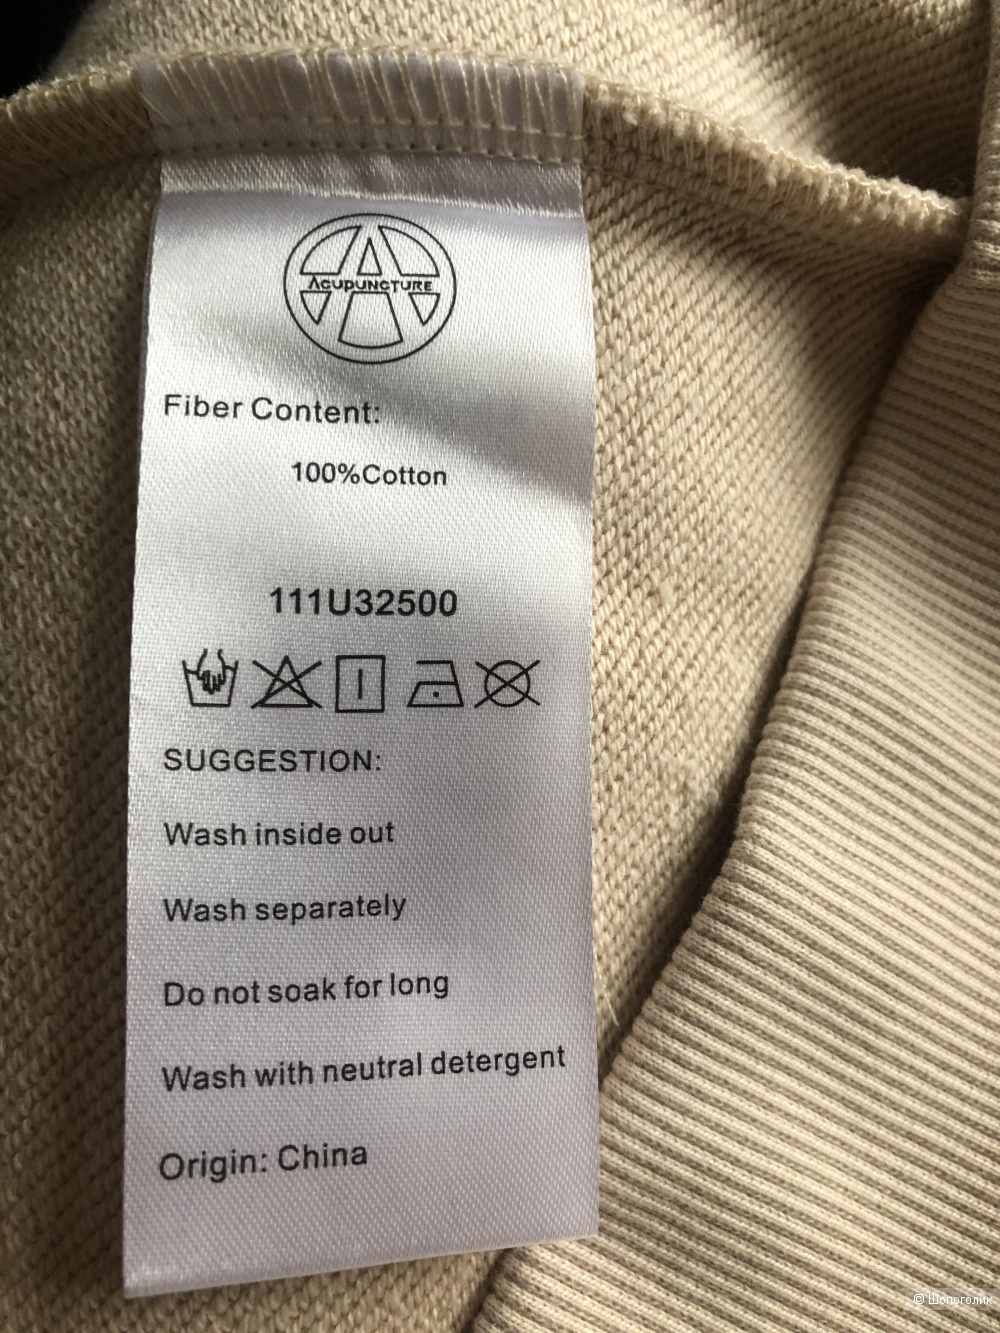 ACUPUNCTURE
Fiber Content:
100%Cotton
111U32500
SUGGESTION:
Wash inside out
Wash separately
Do not soak for long
Wash with neutral detergent
Origin: China
© Шопоголик